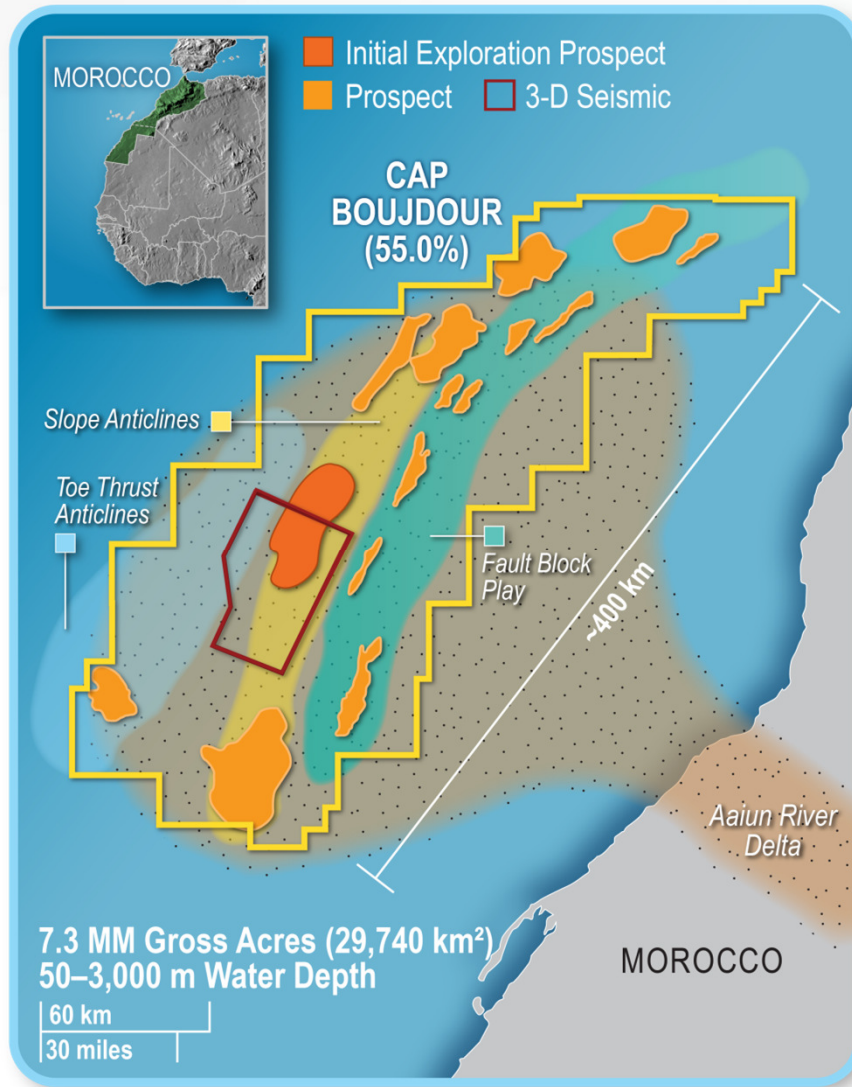 MOROCCO
Initial Exploration Prospect
Prospect
3-D Seismic
CAP
BOUJDOUR
(55.0%)
Slope Anticlines
Toe Thrust
Anticlines
Fault Block
Play
~400 km
Aaiun River
Delta
7.3 MM Gross Acres (29,740 km²)
50–3,000 m Water Depth
MOROCCO
60 km
30 miles